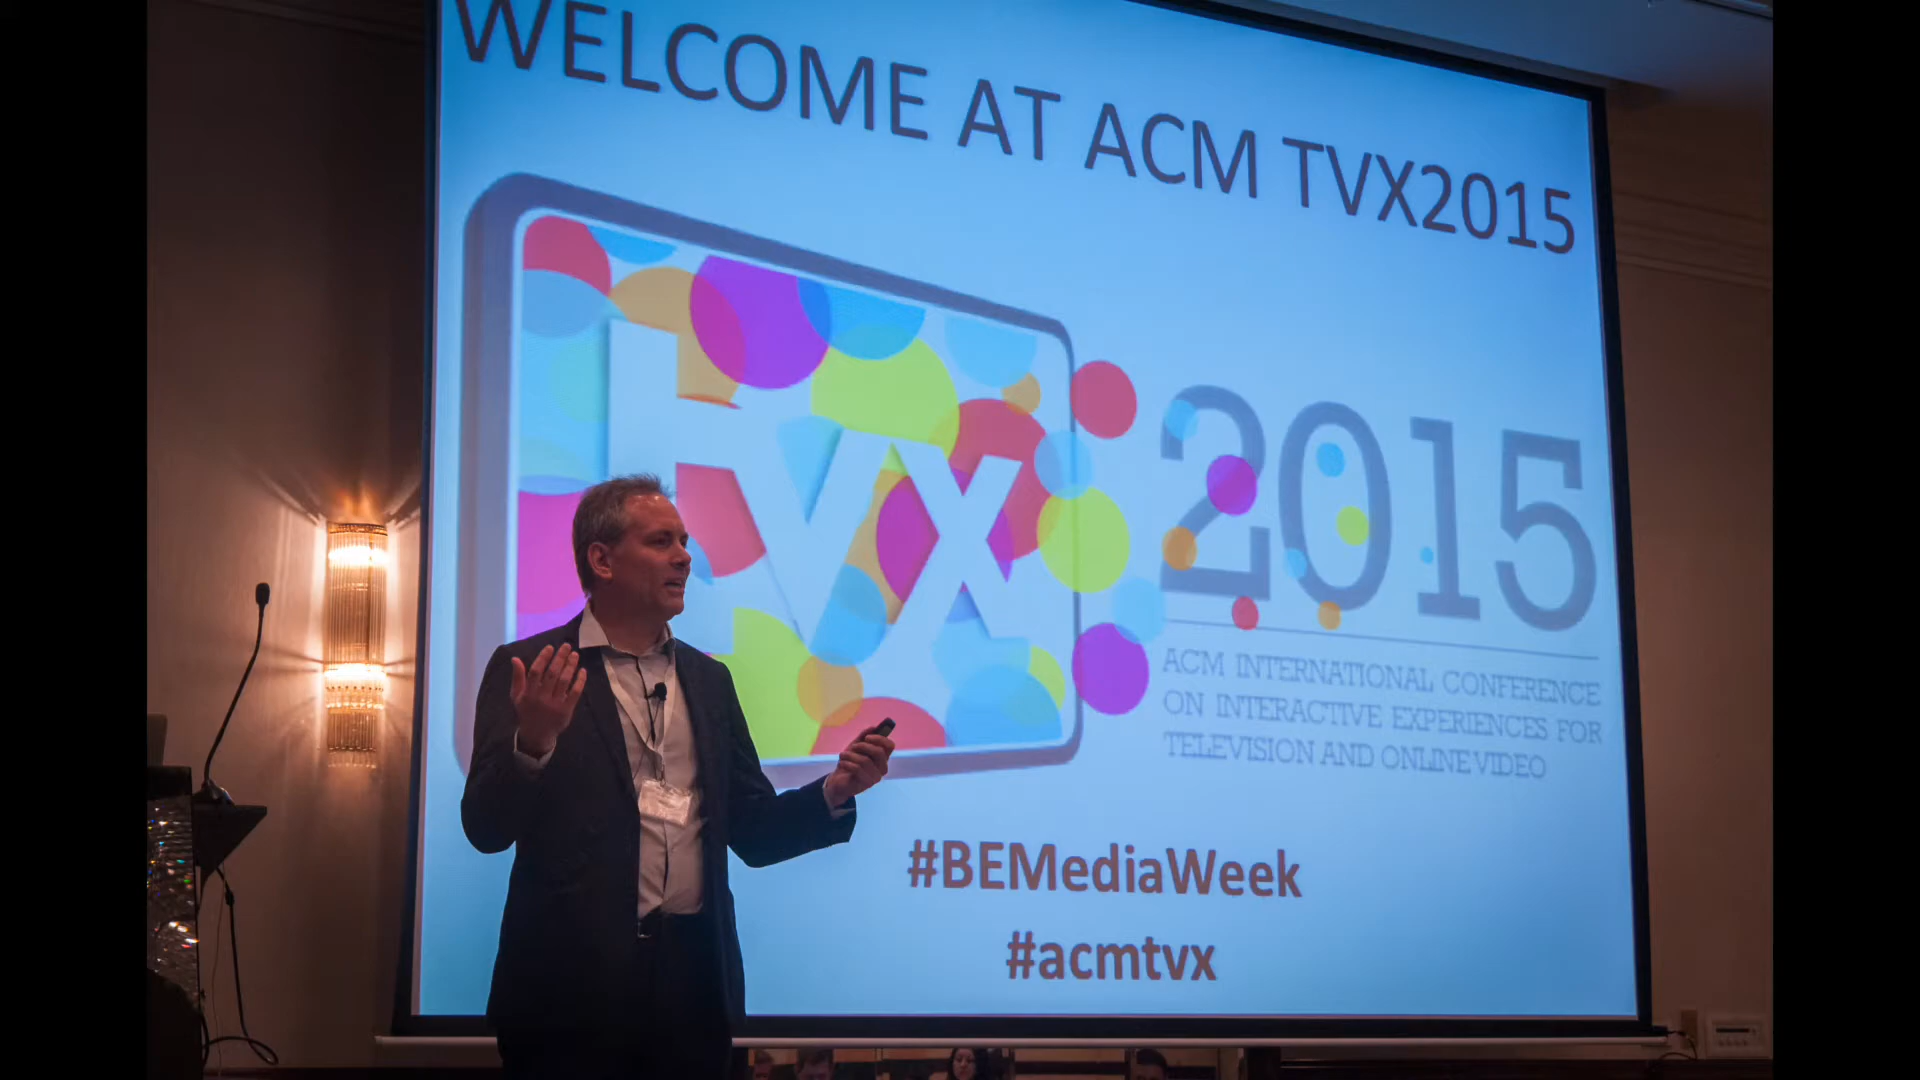 WELCOME AT ACM TVX2015
TVX
2015
ACM INTERNATIONAL CONFERENCE
ON INTERACTIVE EXPERIENCES FOR
TELEVISION AND ONLINE VIDEO
#BEMediaWeek
#acmtvx